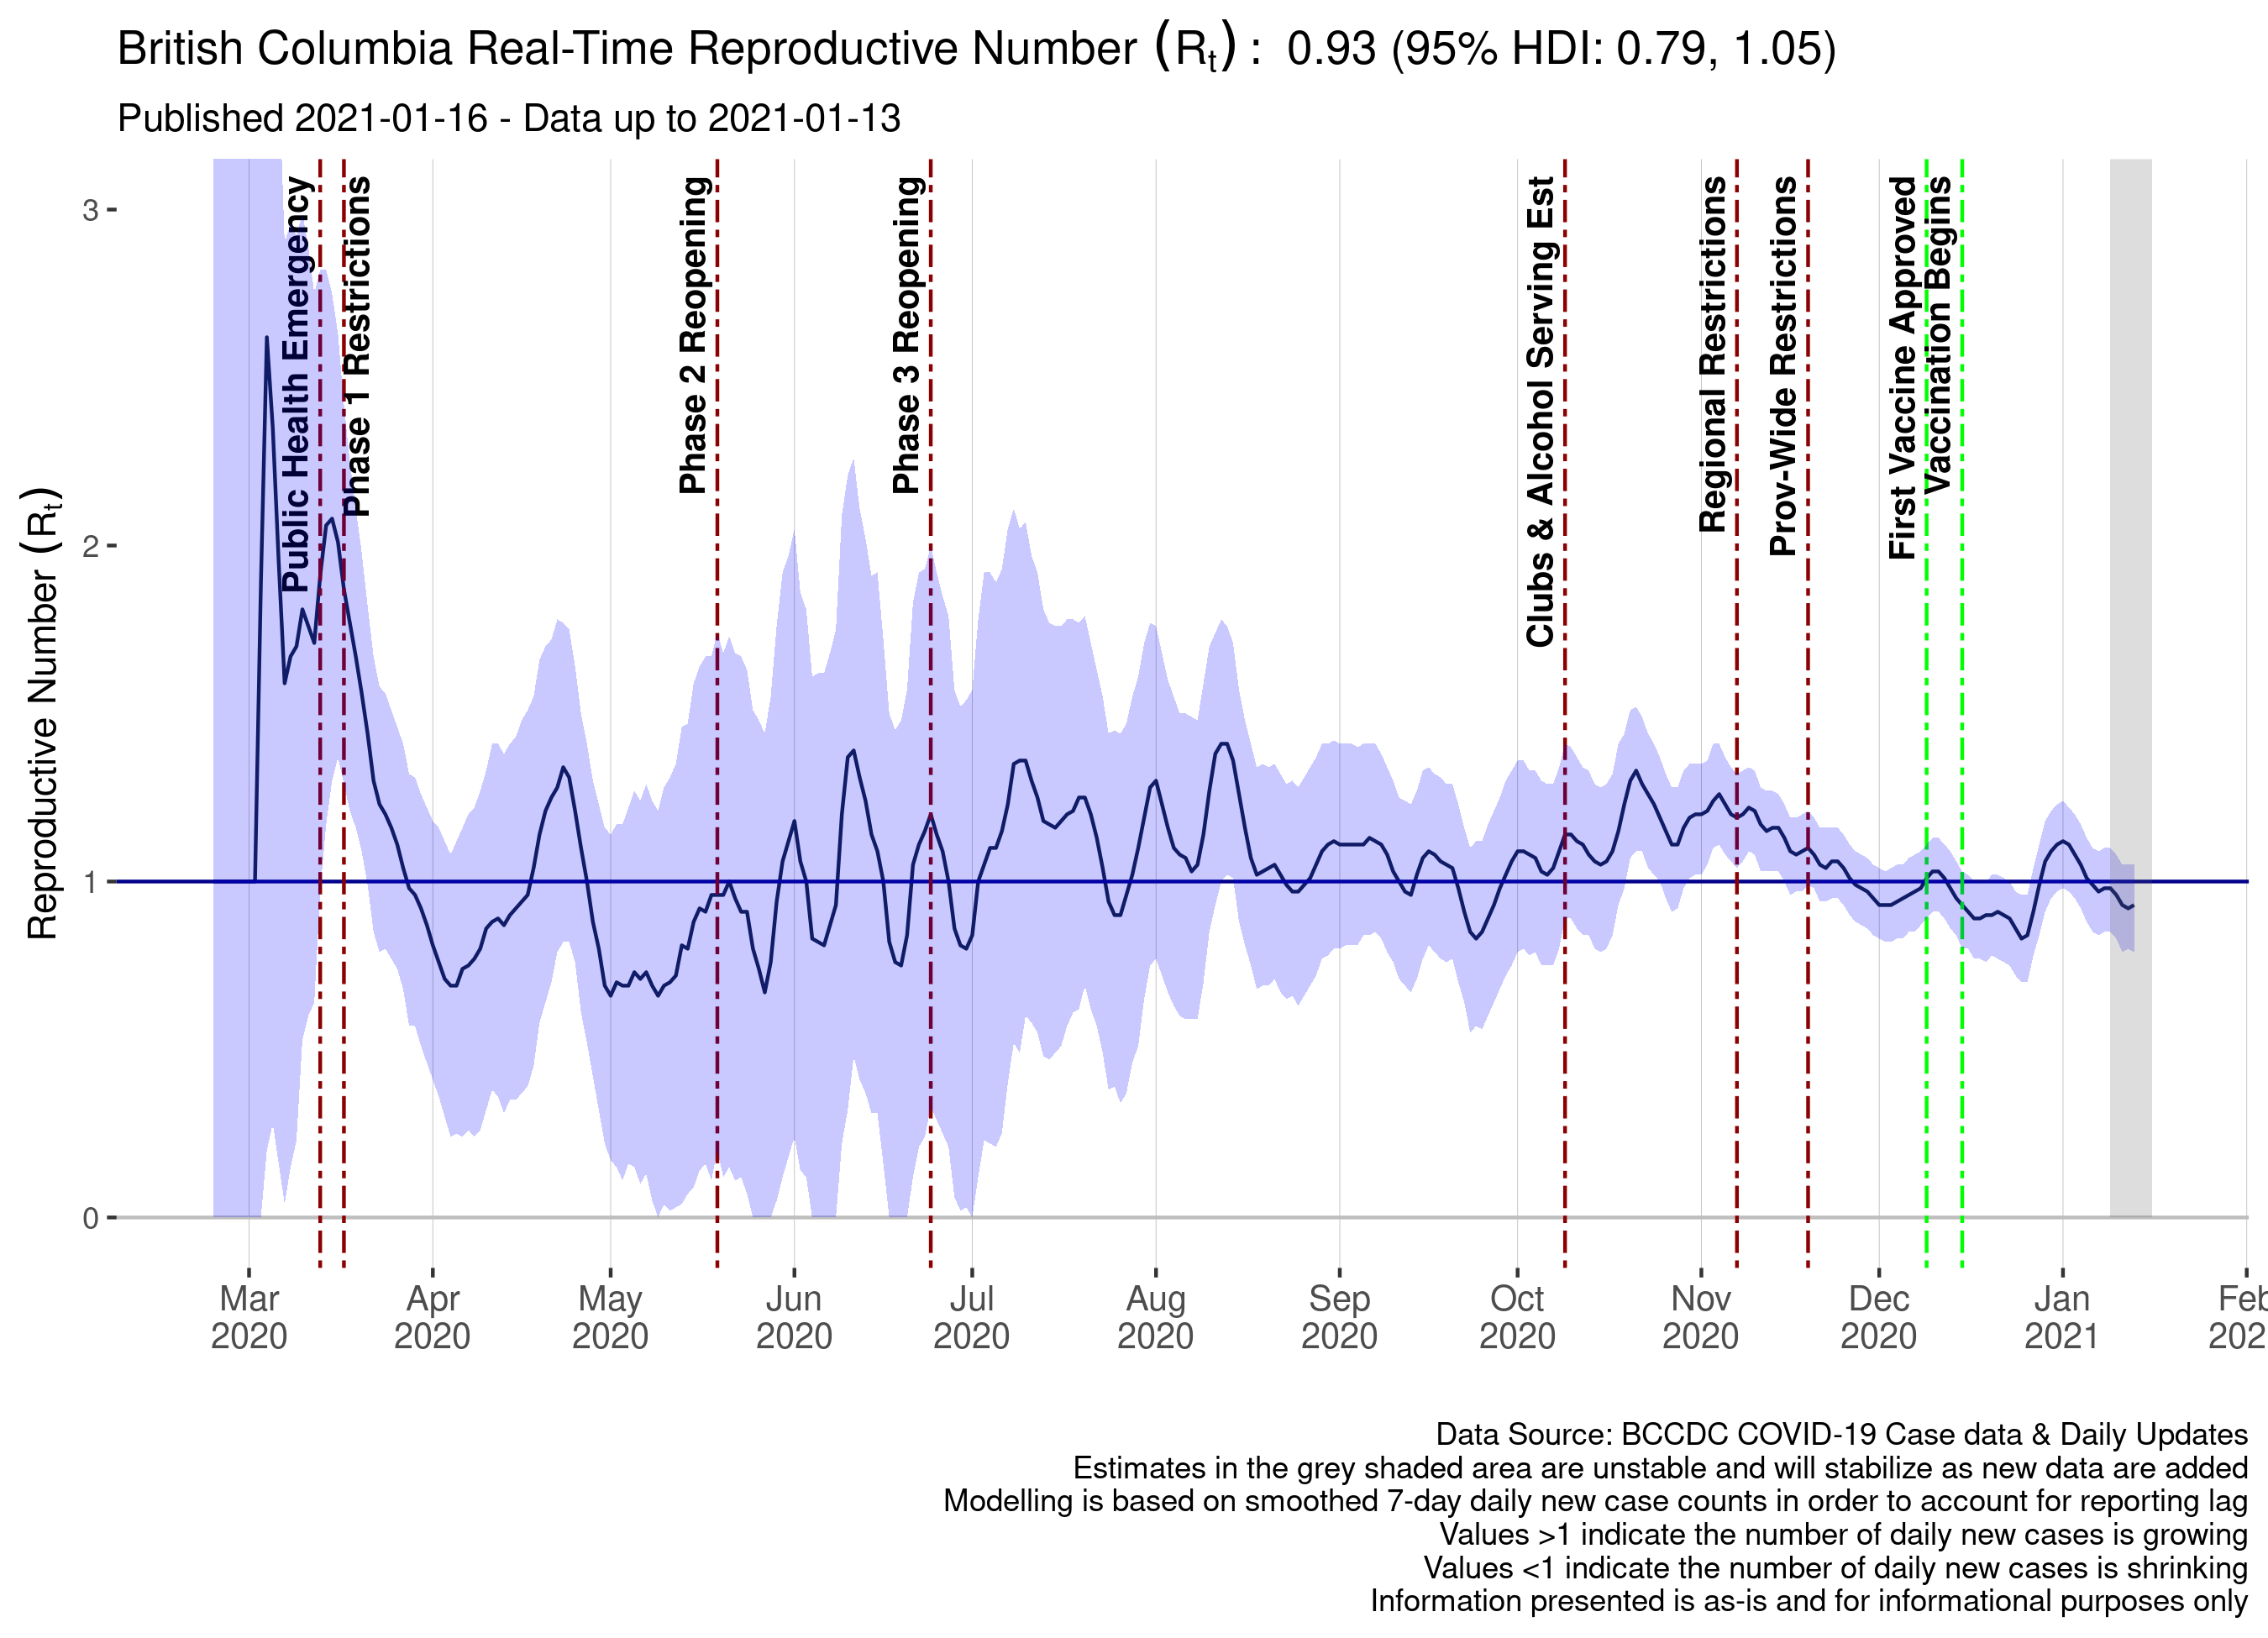 British Columbia Real-Time Reproductive Number (Rt) : 0.93 (95% HDI: 0.79, 1.05)
Published 2021-01-16 - Data up to 2021-01-13
Reproductive Number (Rt)
3
2
1
0
Public Health Emergency
Phase 1 Restrictions
Phase 2 Reopening
Phase 3 Reopening
Clubs & Alcohol Serving Est
Regional Restrictions
Prov-Wide Restrictions
First Vaccine Approved
Vaccination Begins
Mar Apr May Jun Jul Aug Sep Oct Nov Dec Jan Feb
2020 2020 2020 2020 2020 2020 2020 2020 2020 2020 2021 202
Data Source: BCCDC COVID-19 Case data & Daily Updates
Estimates in the grey shaded area are unstable and will stabilize as new data are added
Modelling is based on smoothed 7-day daily new case counts in order to account for reporting lag
Values >1 indicate the number of daily new cases is growing
Values <1 indicate the number of daily new cases is shrinking
Information presented is as-is and for informational purposes only